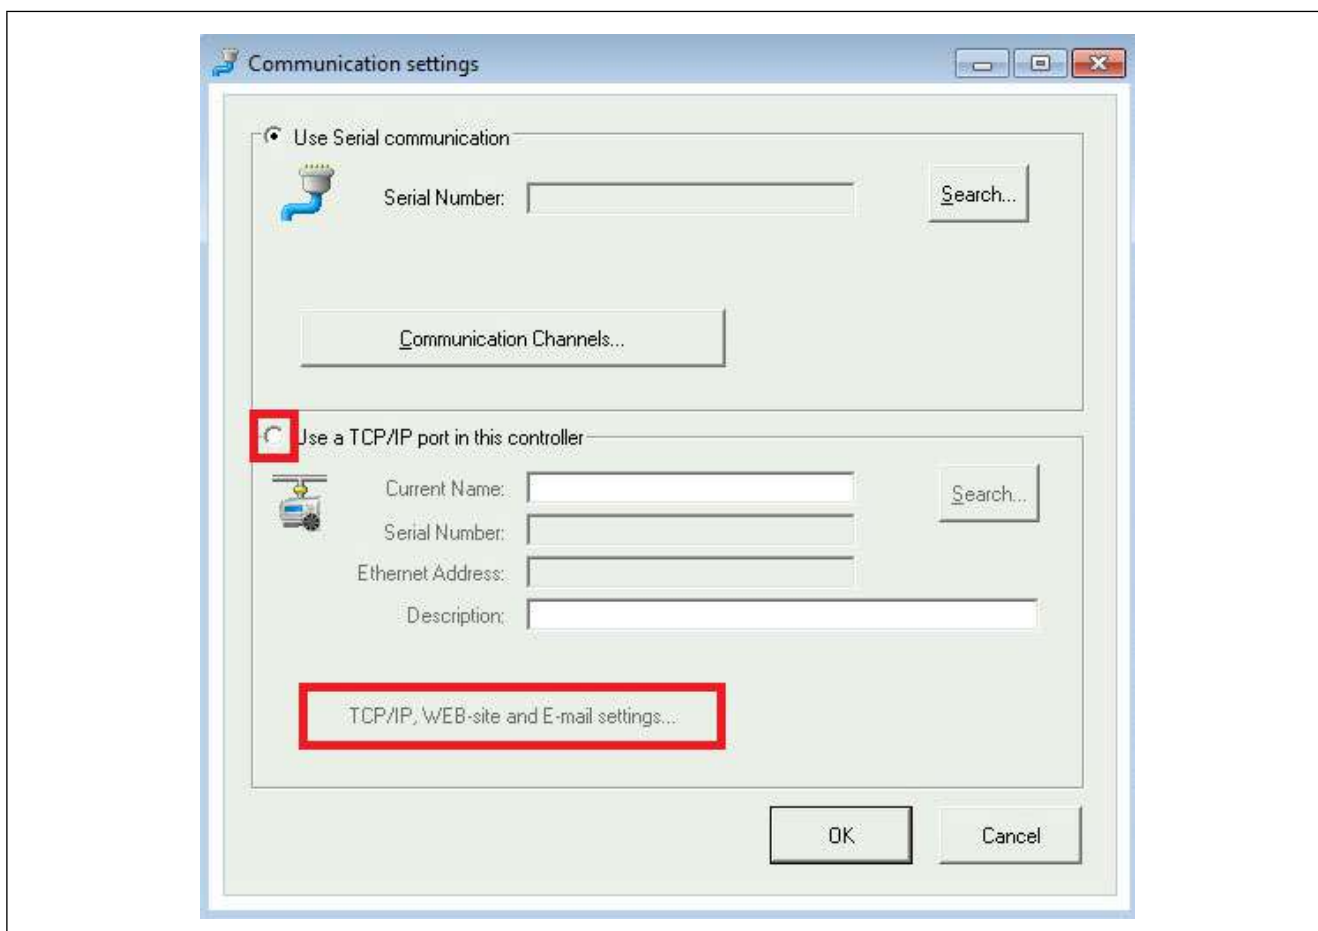 Communication settings
Use Serial communication
Serial Number:
Search...
Communication Channels...
Use a TCP/IP port in this controller
Current Name:
Search...
Serial Number:
Ethernet Address:
Description:
TCP/IP, WEB-site and E-mail settings...
OK
Cancel